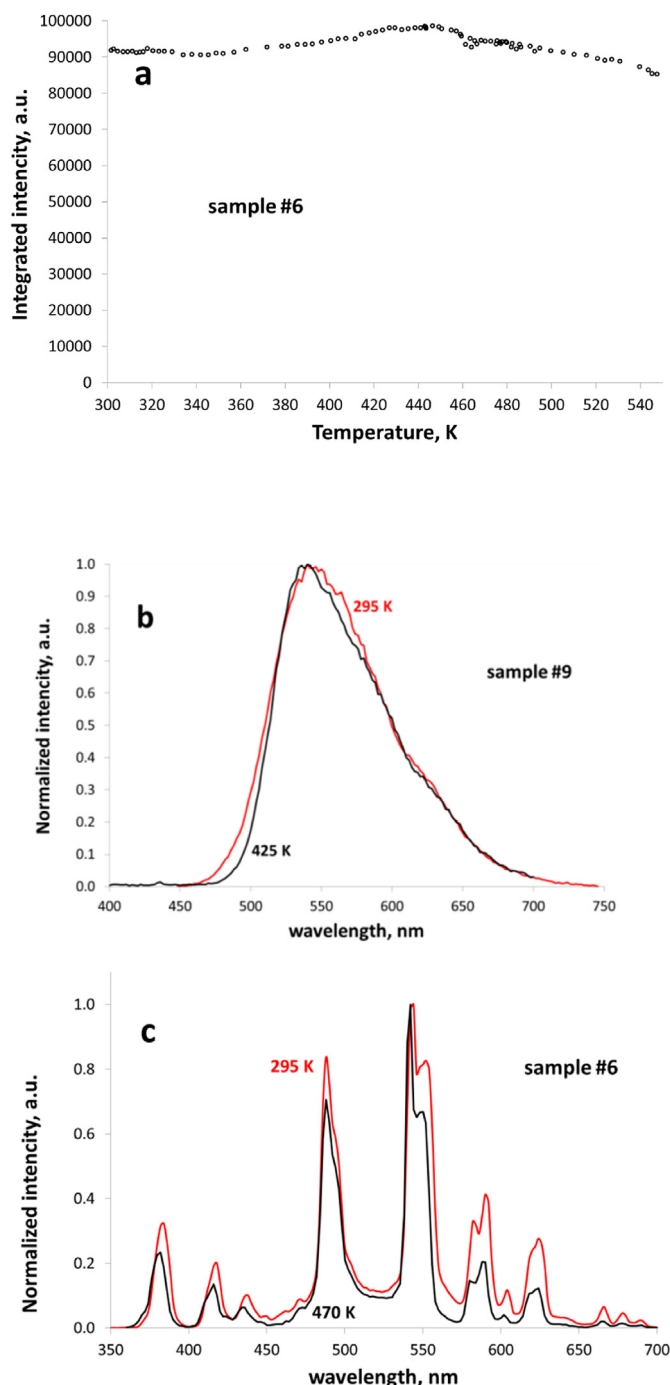 100000
90000
80000
70000
60000
50000
40000
30000
20000
10000
0
Integrated intencity, a.u.
a
sample #6
300 320 340 360 380 400 420 440 460 480 500 520 540
Temperature, K
1.0
0.9
0.8
0.7
0.6
0.5
0.4
0.3
0.2
0.1
0.0
Normalized intencity, a.u.
b
295 K
sample #9
425 K
400 450 500 550 600 650 700 750
wavelength, nm
1.0
0.8
0.6
0.4
0.2
0.0
Normalized intencity, a.u.
c
295 K
sample #6
470 K
350 400 450 500 550 600 650 700
wavelength, nm